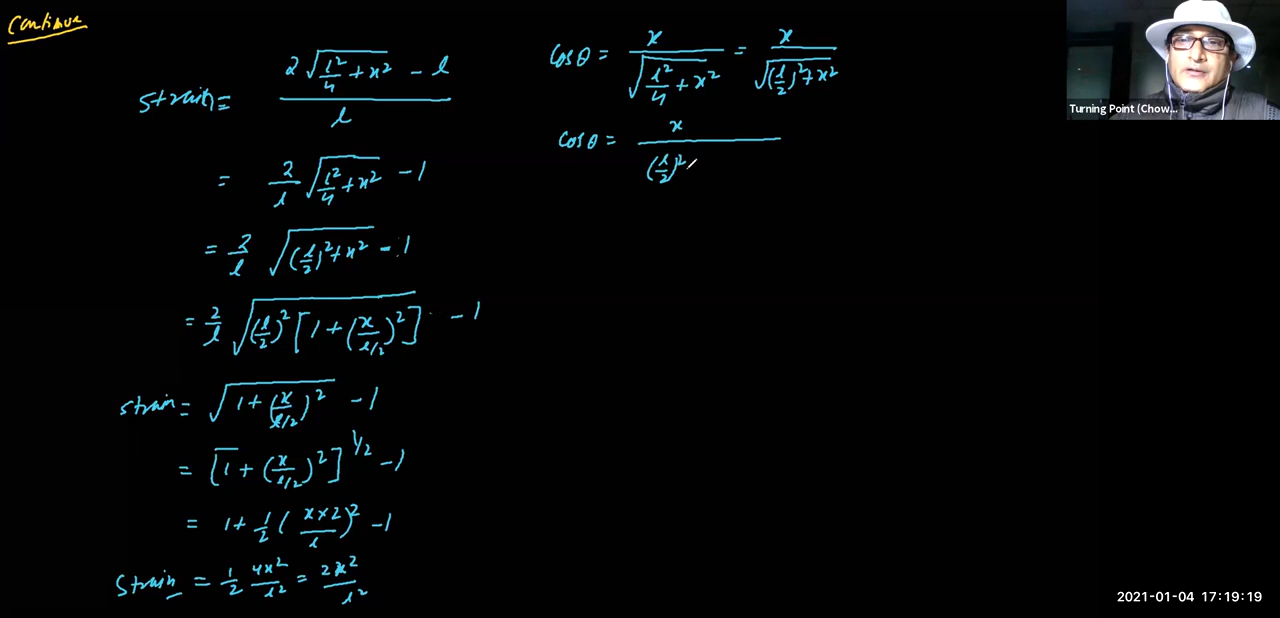 Continue
strain = (2√(l²/4 + x²) - l) / l
= 2/l √(l²/4 + x²) - 1
= 2/l √((l/2)² + x²) - 1
= 2/l √((l/2)² [1 + (x/(l/2))²]) - 1
strain = √(1 + (x/(l/2))²) - 1
= [1 + (x/(l/2))²]^1/2 - 1
= 1 + 1/2 (x×2/l)² - 1
Strain = 1/2 4x²/l² = 2x²/l²
cosθ = x/√(l²/4 + x²) = x/√((l/2)² + x²)
cosθ = x/(l/2)²
Turning Point (Chow...
2021-01-04 17:19:19